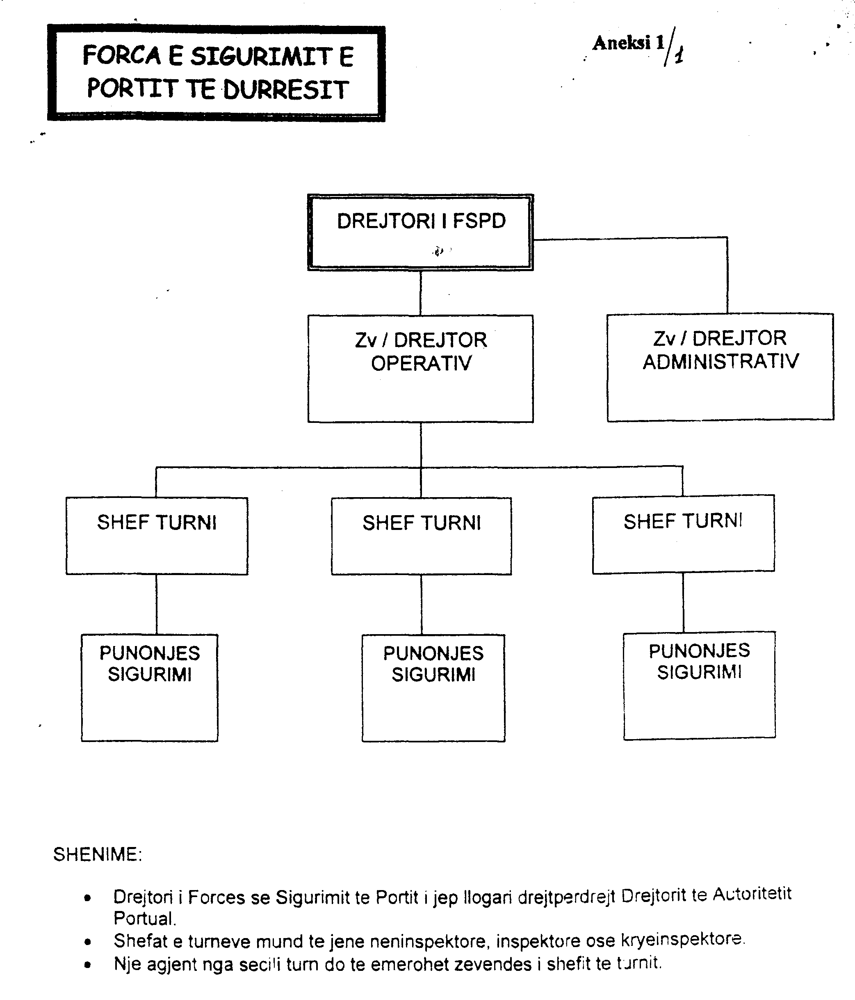 FORCA E SIGURIMIT E
PORTIT TE DURRESIT
Aneksi 1/1
DREJTORI I FSPD
Zv / DREJTOR
OPERATIV
Zv / DREJTOR
ADMINISTRATIV
SHEF TURNI
SHEF TURNI
SHEF TURNI
PUNONJES
SIGURIMI
PUNONJES
SIGURIMI
PUNONJES
SIGURIMI
SHENIME:
• Drejtori i Forces se Sigurimit te Portit i jep llogari drejtperdrejt Drejtorit te Autoritetit
Portual.
• Shefat e turneve mund te jene neninspektore, inspektore ose kryeinspektore.
• Nje agjent nga secili turn do te emerohet zevendes i shefit te turnit.